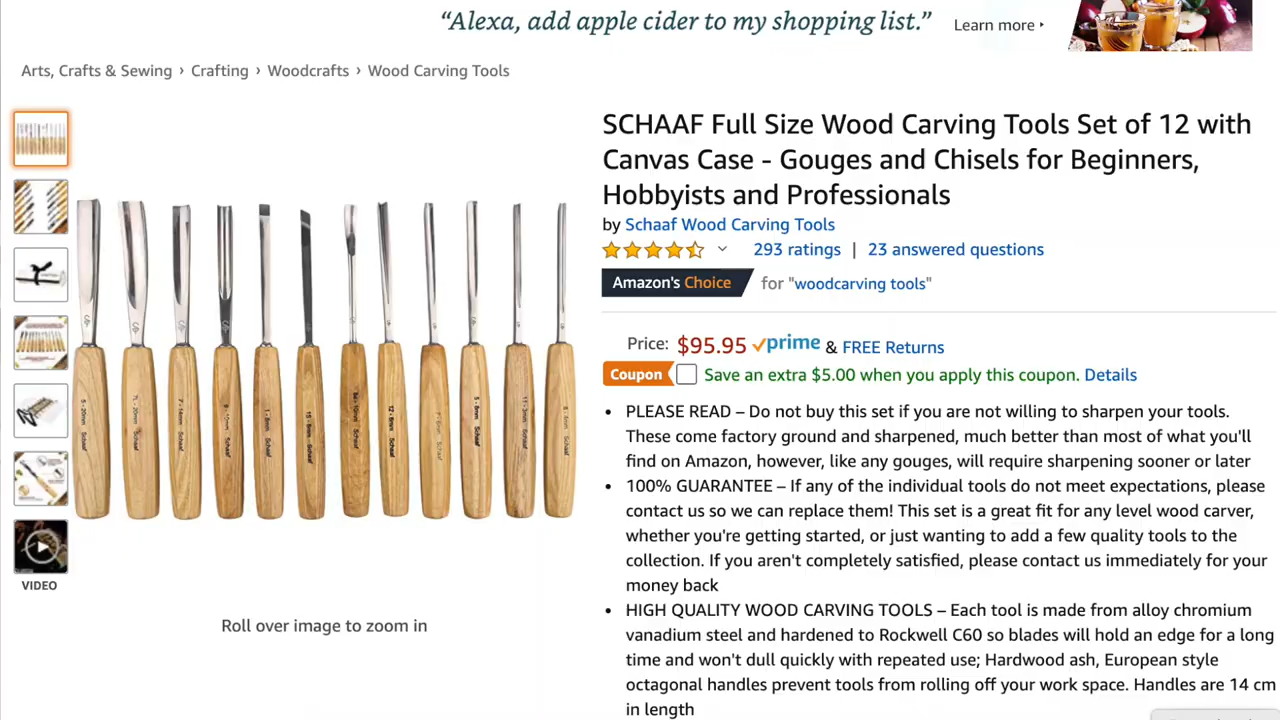 “Alexa, add apple cider to my shopping list.” Learn more ▸
Arts, Crafts & Sewing › Crafting › Woodcrafts › Wood Carving Tools
SCHAAF Full Size Wood Carving Tools Set of 12 with
Canvas Case - Gouges and Chisels for Beginners,
Hobbyists and Professionals
by Schaaf Wood Carving Tools
293 ratings | 23 answered questions
Amazon's Choice for "woodcarving tools"
Price: $95.95 prime & FREE Returns
Coupon Save an extra $5.00 when you apply this coupon. Details
• PLEASE READ – Do not buy this set if you are not willing to sharpen your tools.
These come factory ground and sharpened, much better than most of what you'll
find on Amazon, however, like any gouges, will require sharpening sooner or later
• 100% GUARANTEE – If any of the individual tools do not meet expectations, please
contact us so we can replace them! This set is a great fit for any level wood carver,
whether you're getting started, or just wanting to add a few quality tools to the
collection. If you aren't completely satisfied, please contact us immediately for your
money back
• HIGH QUALITY WOOD CARVING TOOLS – Each tool is made from alloy chromium
vanadium steel and hardened to Rockwell C60 so blades will hold an edge for a long
time and won't dull quickly with repeated use; Hardwood ash, European style
octagonal handles prevent tools from rolling off your work space. Handles are 14 cm
in length
VIDEO
Roll over image to zoom in